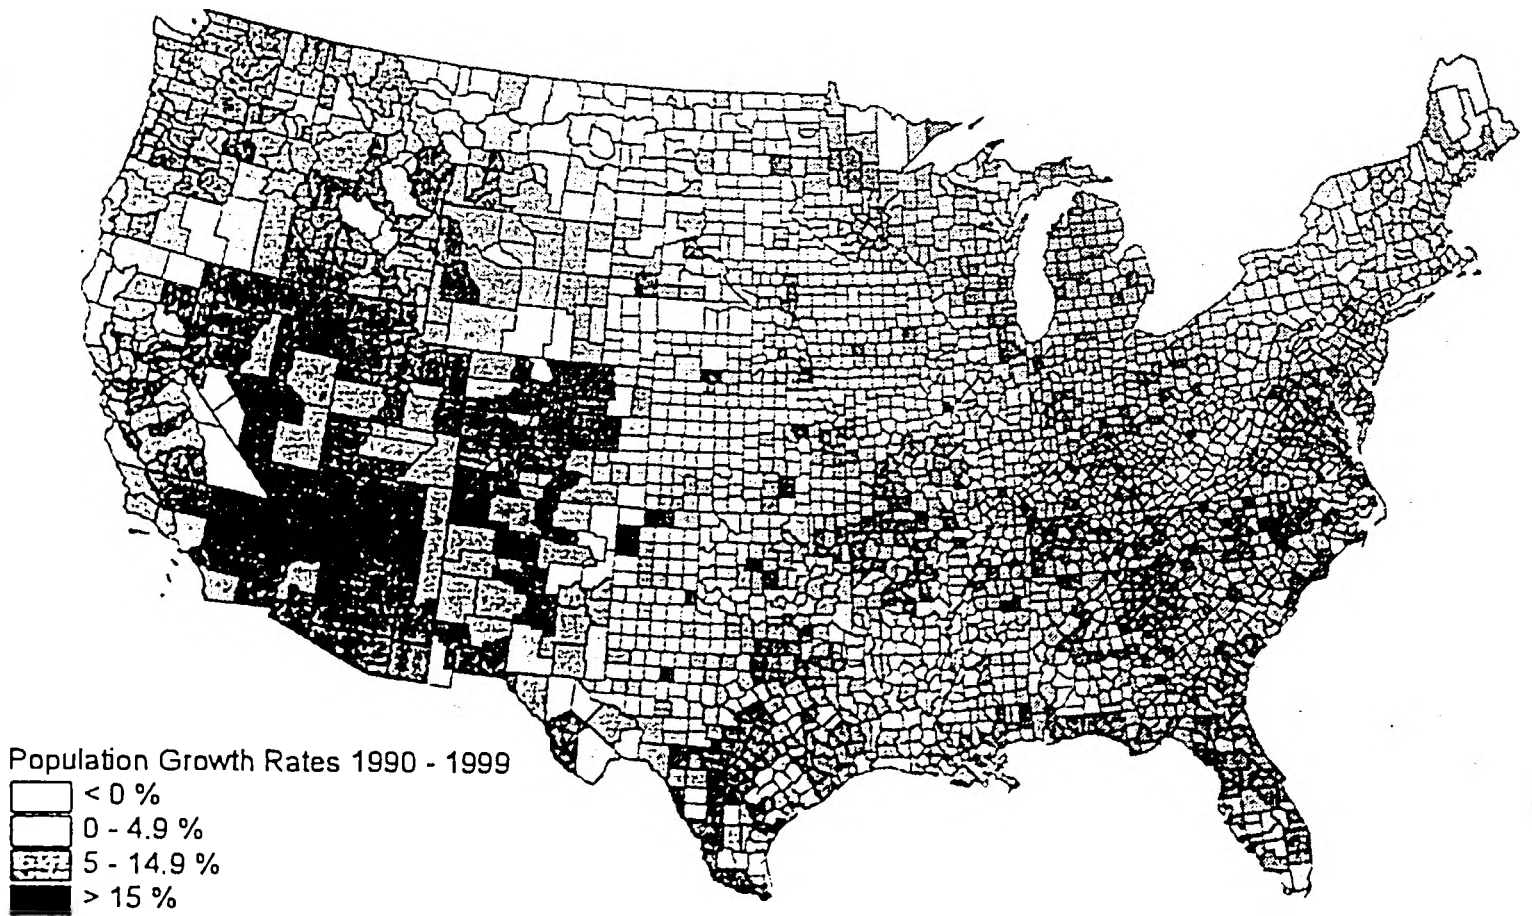 Population Growth Rates 1990 - 1999
< 0 %
0 - 4.9 %
5 - 14.9 %
> 15 %